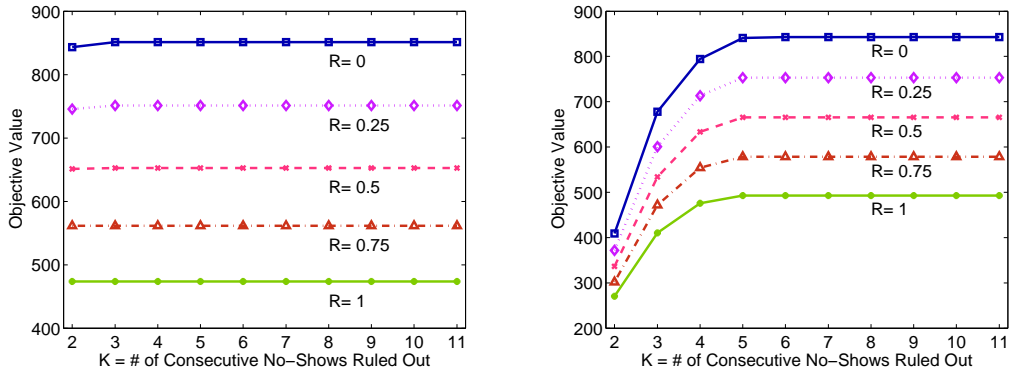 900
800
700
600
500
400
Objective Value
R= 0
R= 0.25
R= 0.5
R= 0.75
R= 1
2 3 4 5 6 7 8 9 10 11
K = # of Consecutive No−Shows Ruled Out
900
800
700
600
500
400
300
200
Objective Value
R= 0
R= 0.25
R= 0.5
R= 0.75
R= 1
2 3 4 5 6 7 8 9 10 11
K = # of Consecutive No−Shows Ruled Out